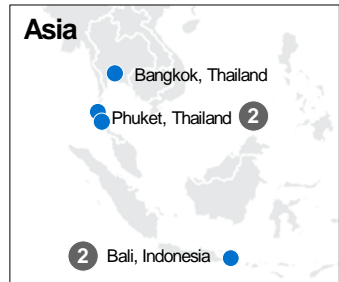 Asia
Bangkok, Thailand
Phuket, Thailand 2
2 Bali, Indonesia